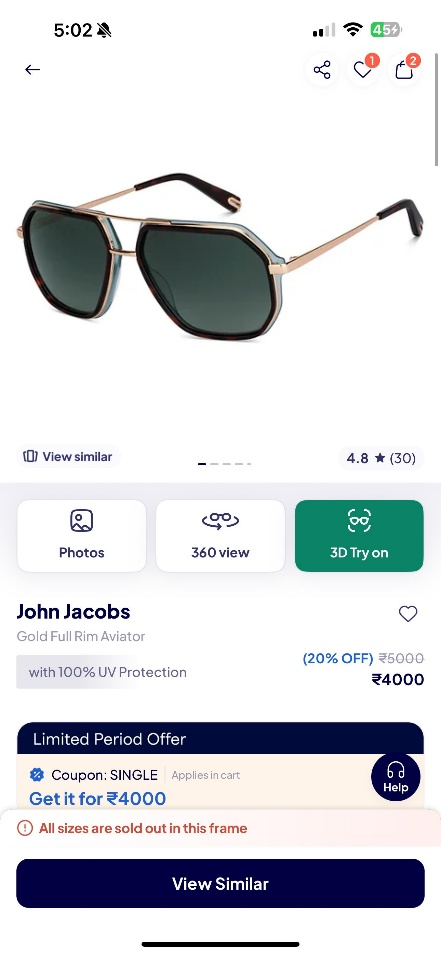 5:02
45
1
2
View similar
4.8 ★ (30)
Photos
360 view
3D Try on
John Jacobs
Gold Full Rim Aviator
with 100% UV Protection
(20% OFF) ₹5000
₹4000
Limited Period Offer
Coupon: SINGLE | Applies in cart
Get it for ₹4000
Help
All sizes are sold out in this frame
View Similar